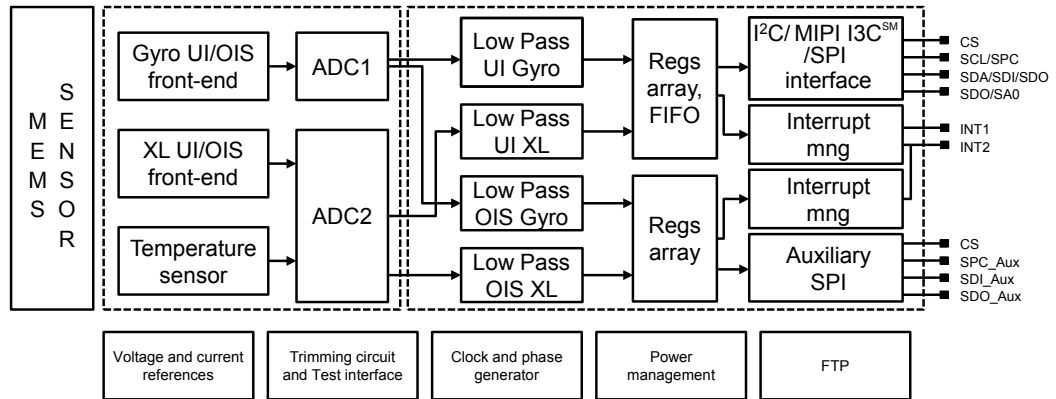 MEMS
SENSOR
Gyro UI/OIS
front-end
XL UI/OIS
front-end
Temperature
sensor
ADC1
ADC2
Low Pass
UI Gyro
Low Pass
UI XL
Low Pass
OIS Gyro
Low Pass
OIS XL
Regs
array,
FIFO
Regs
array
I²C/ MIPI I3C℠
/SPI
interface
Interrupt
mng
Interrupt
mng
Auxiliary
SPI
CS
SCL/SPC
SDA/SDI/SDO
SDO/SA0
INT1
INT2
CS
SPC_Aux
SDI_Aux
SDO_Aux
Voltage and current
references
Trimming circuit
and Test interface
Clock and phase
generator
Power
management
FTP